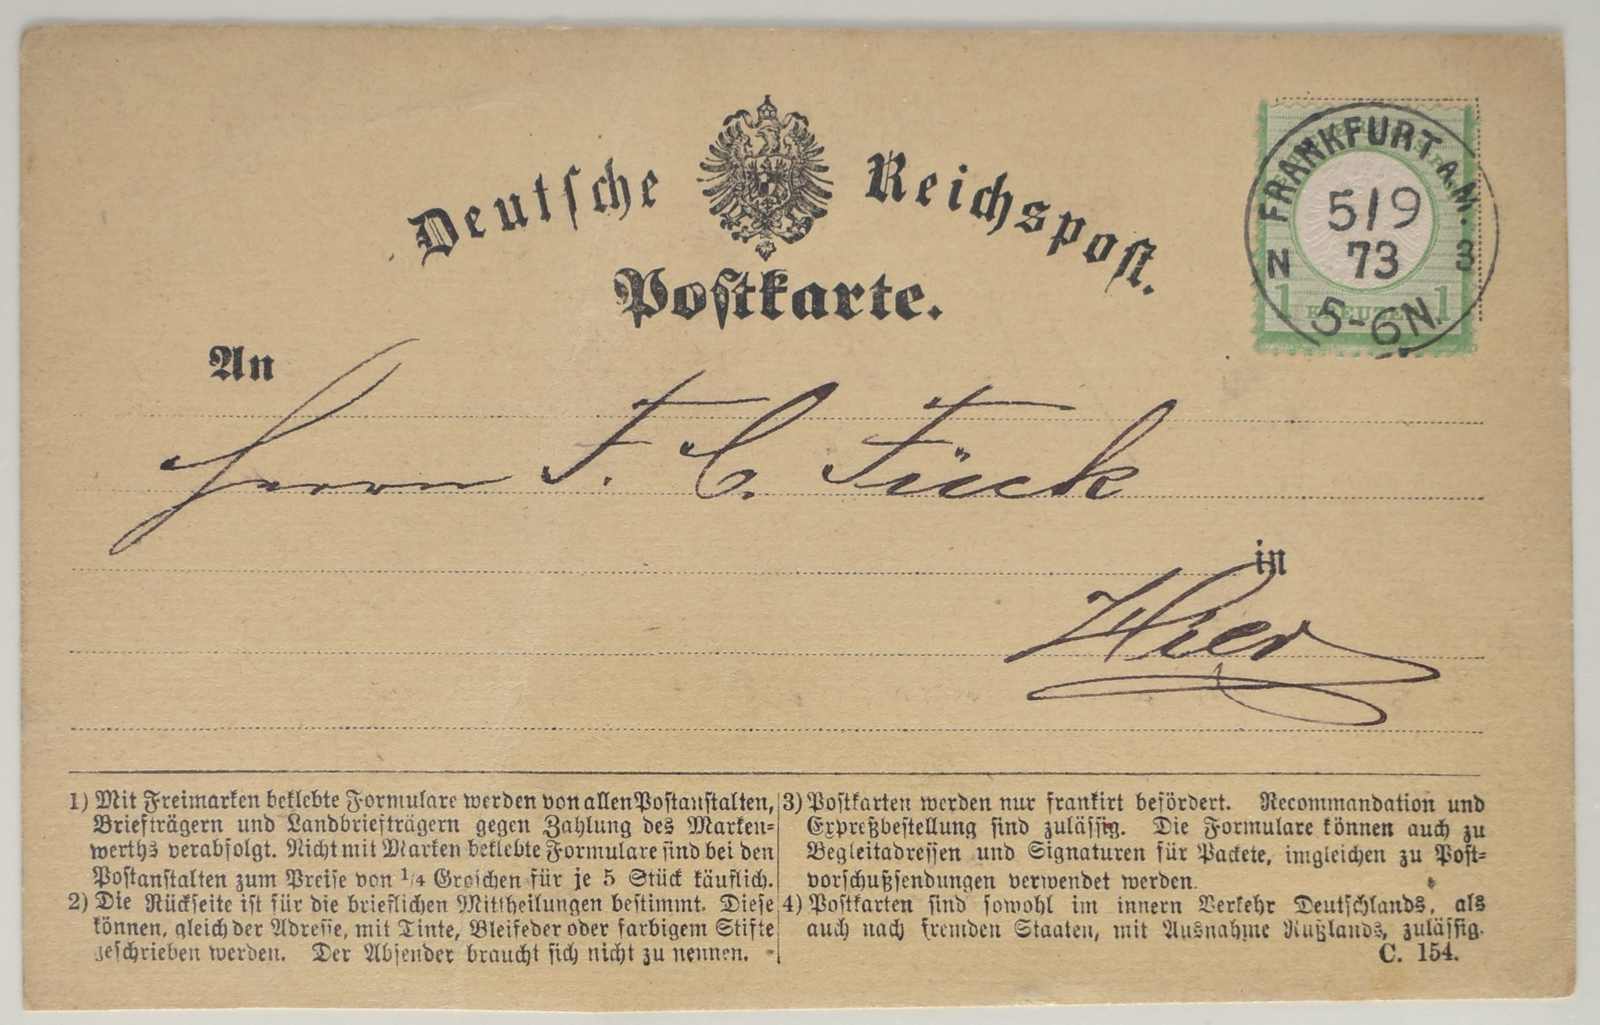 Deutsche Reichspost.
Postkarte.
FRANKFURT A.M.
5/9
73
N 3
5-6N.
1 KREUZER 1
An
Herrn F. C. Fück
in
Hier
1) Mit Freimarken beklebte Formulare werden von allen Postanstalten,
Briefträgern und Landbriefträgern gegen Zahlung des Marken-
werths verabfolgt. Nicht mit Marken beklebte Formulare sind bei den
Postanstalten zum Preise von 1/4 Groschen für je 5 Stück käuflich.
2) Die Rückseite ist für die brieflichen Mittheilungen bestimmt. Diese
können, gleich der Adresse, mit Tinte, Bleifeder oder farbigem Stifte
geschrieben werden. Der Absender braucht sich nicht zu nennen.
3) Postkarten werden nur frankirt befördert. Recommandation und
Expreßbestellung sind zulässig. Die Formulare können auch zu
Begleitadressen und Signaturen für Packete, imgleichen zu Post-
vorschußsendungen verwendet werden.
4) Postkarten sind sowohl im innern Verkehr Deutschlands, als
auch nach fremden Staaten, mit Ausnahme Rußlands, zulässig.
C. 154.